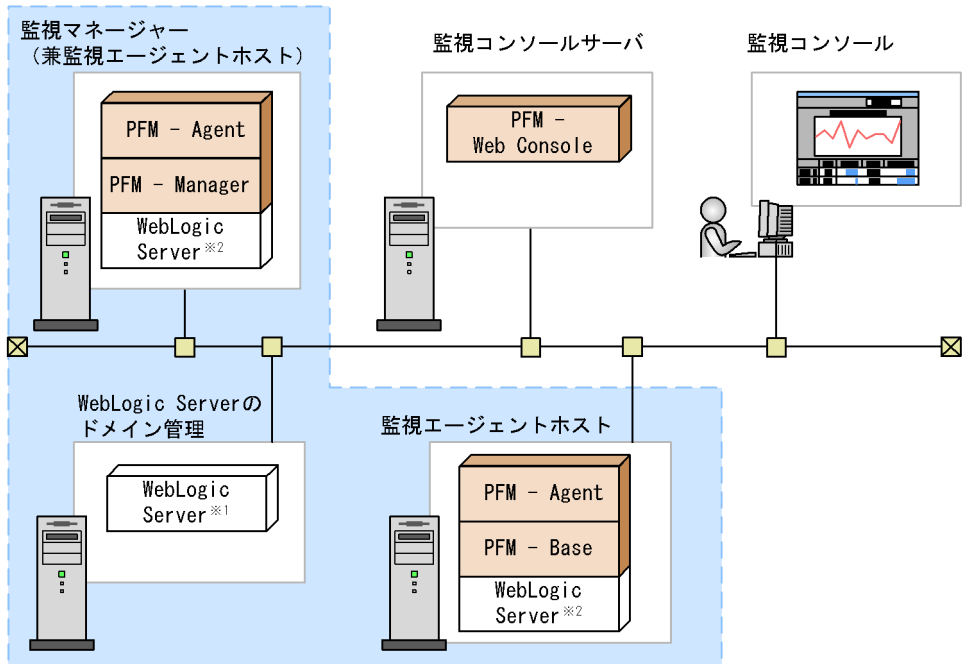 監視マネージャー
（兼監視エージェントホスト）
PFM - Agent
PFM - Manager
WebLogic
Server※2
監視コンソールサーバ
PFM -
Web Console
監視コンソール
WebLogic Serverの
ドメイン管理
WebLogic
Server※1
監視エージェントホスト
PFM - Agent
PFM - Base
WebLogic
Server※2